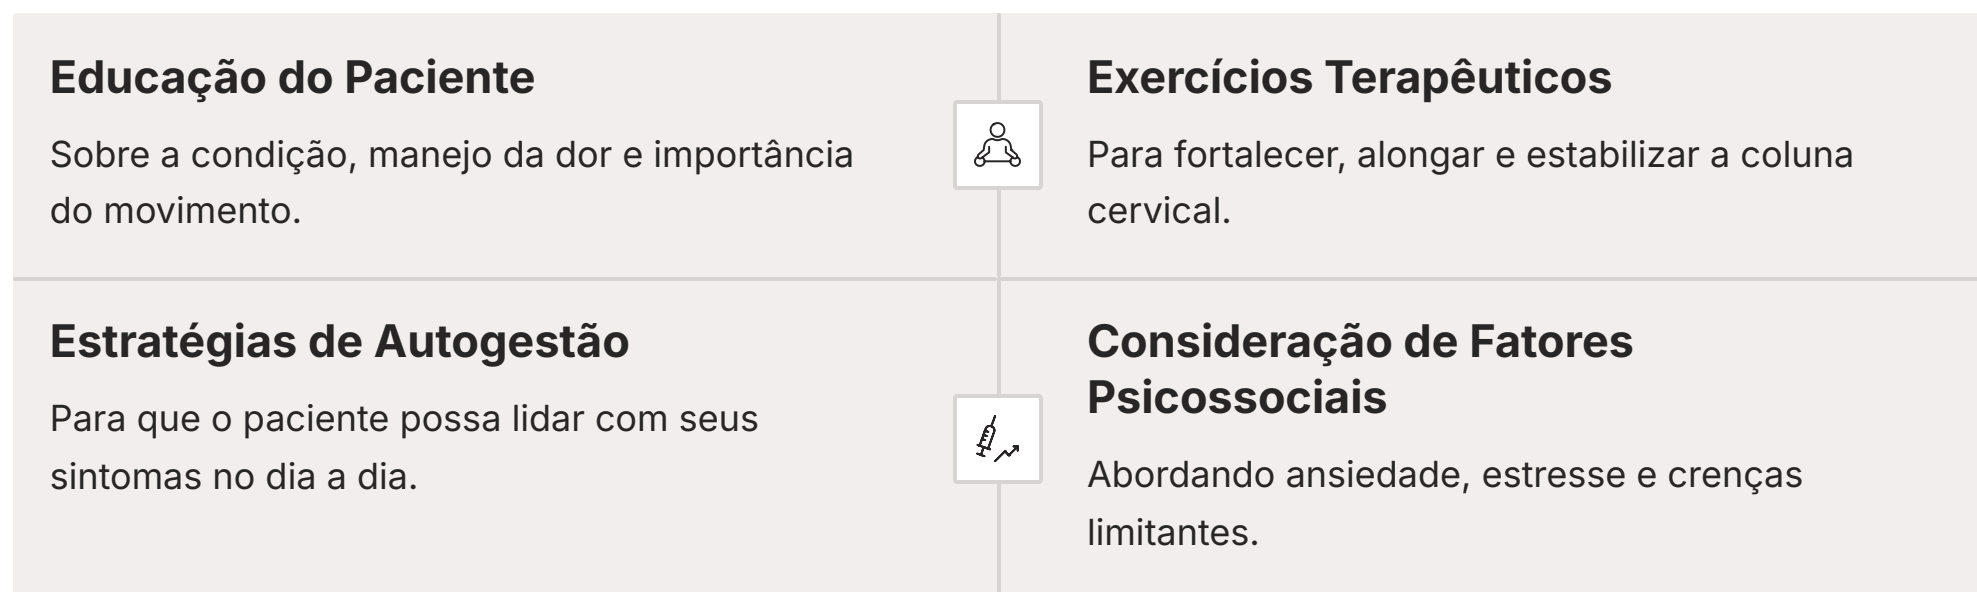 Educação do Paciente
Sobre a condição, manejo da dor e importância
do movimento.
Exercícios Terapêuticos
Para fortalecer, alongar e estabilizar a coluna
cervical.
Estratégias de Autogestão
Para que o paciente possa lidar com seus
sintomas no dia a dia.
Consideração de Fatores
Psicossociais
Abordando ansiedade, estresse e crenças
limitantes.